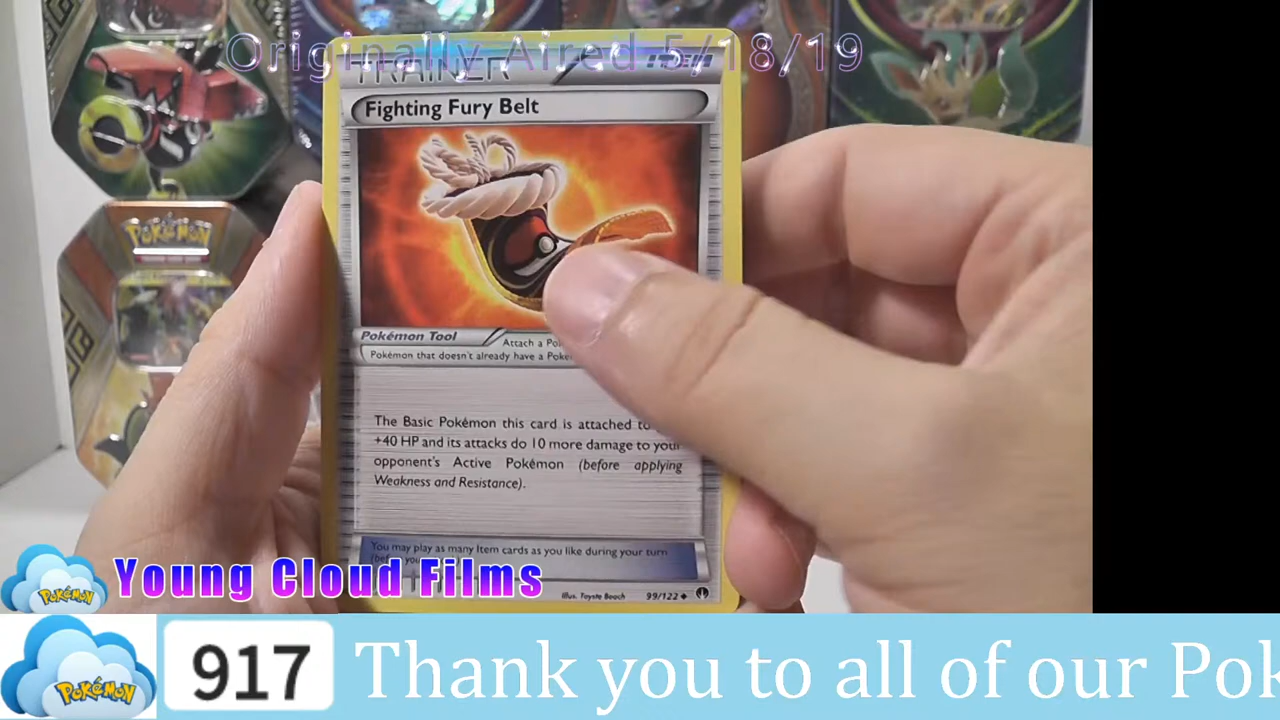 Originally Aired 5/18/19
TRAINER ITEM
Fighting Fury Belt
POKéMON
Pokémon Tool
Attach a
Pokémon that doesn't already have a
The Basic Pokémon this card is attached
+40 HP and its attacks do 10 more damage to your
opponent's Active Pokémon (before applying
Weakness and Resistance).
You may play as many Item cards as you like during your turn
Illus. Toyste Beach 99/122
Young Cloud Films
POKéMON
POKéMON
917
Thank you to all of our